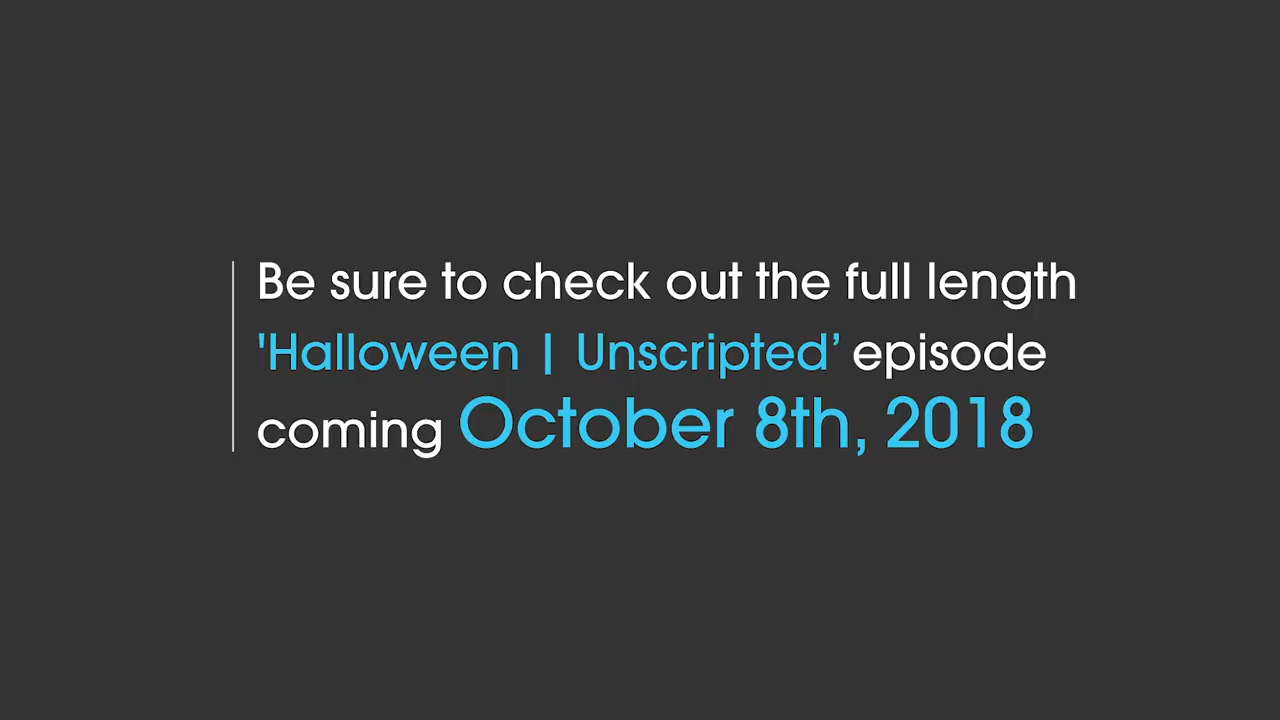 Be sure to check out the full length
'Halloween | Unscripted’ episode
coming October 8th, 2018